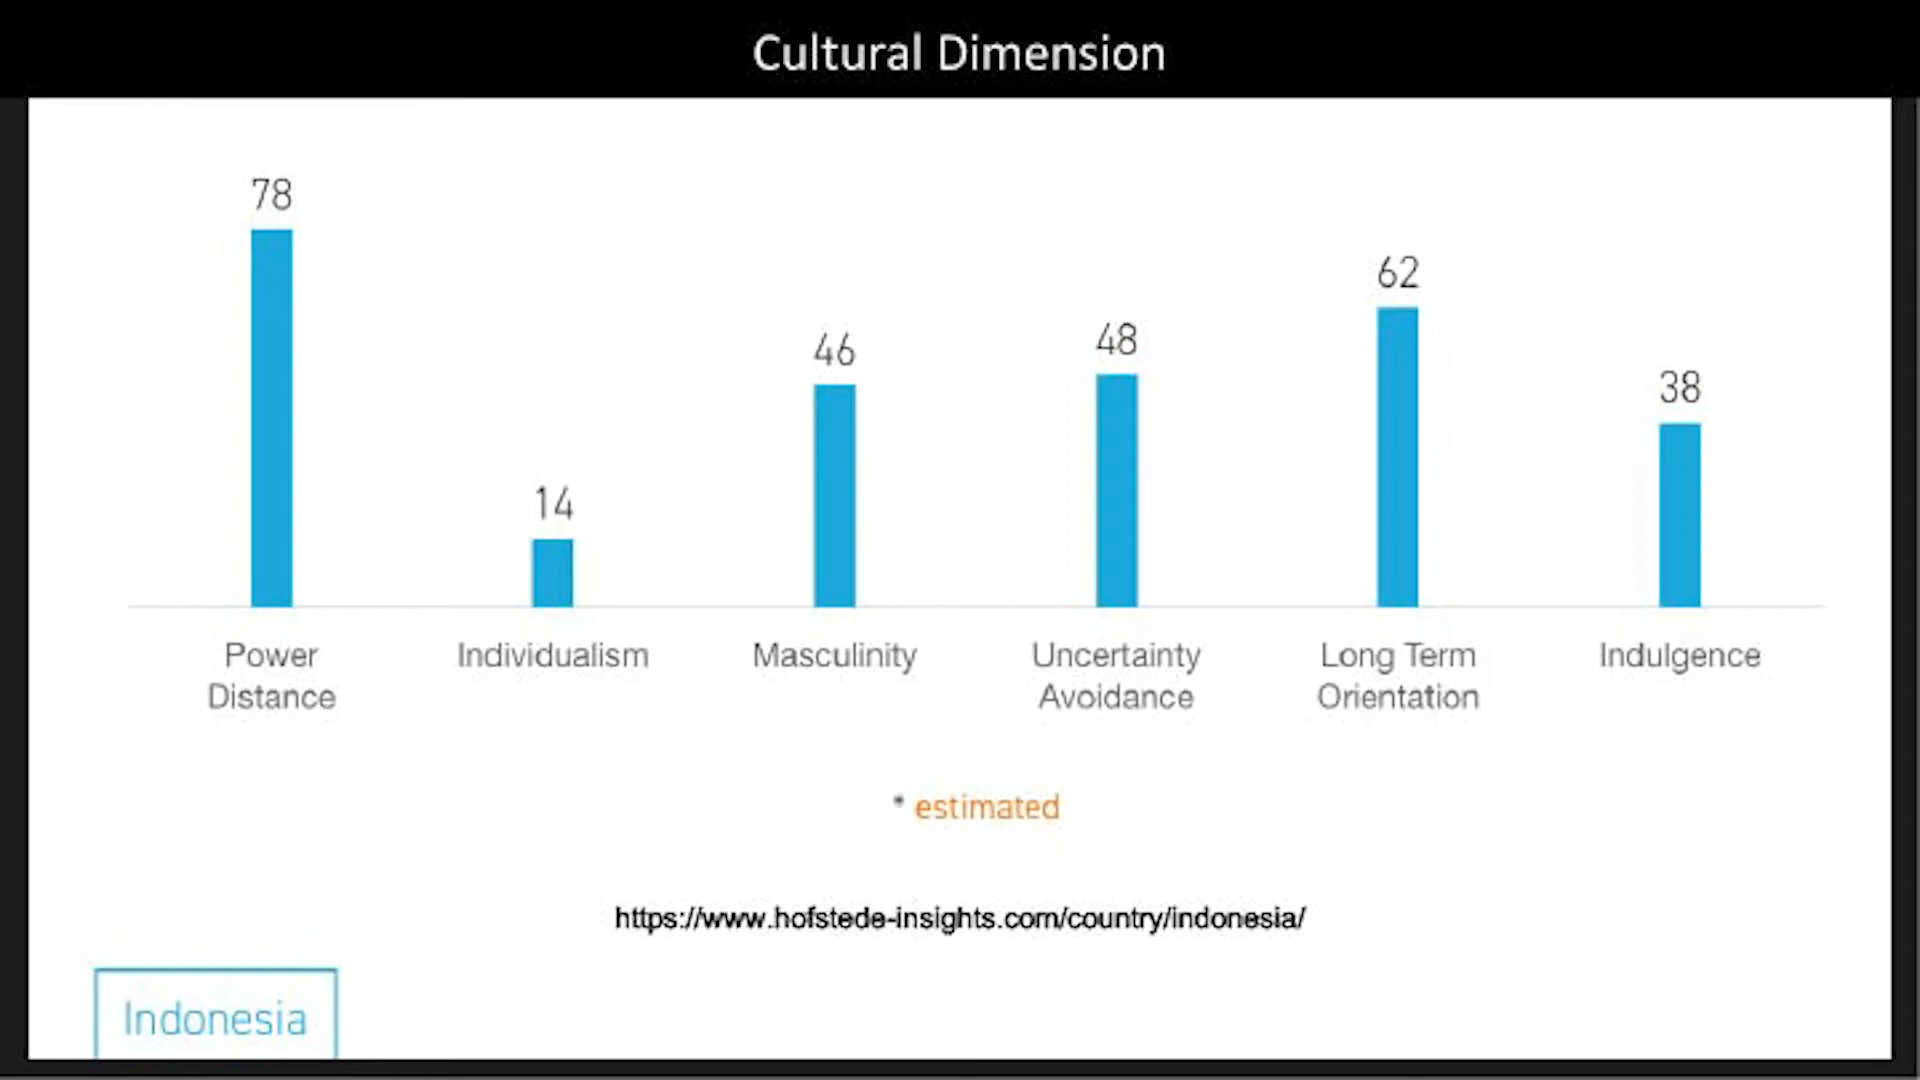 Cultural Dimension
78
14
46
48
62
38
Power
Distance
Individualism
Masculinity
Uncertainty
Avoidance
Long Term
Orientation
Indulgence
* estimated
https://www.hofstede-insights.com/country/indonesia/
Indonesia